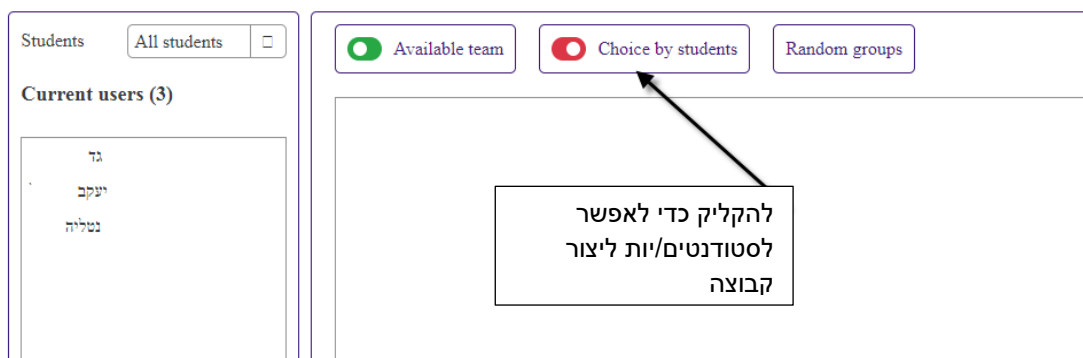 Students
All students
Current users (3)
גד
יעקב
נטליה
Available team
Choice by students
Random groups
להקליק כדי לאפשר
לסטודנטים/יות ליצור
קבוצה